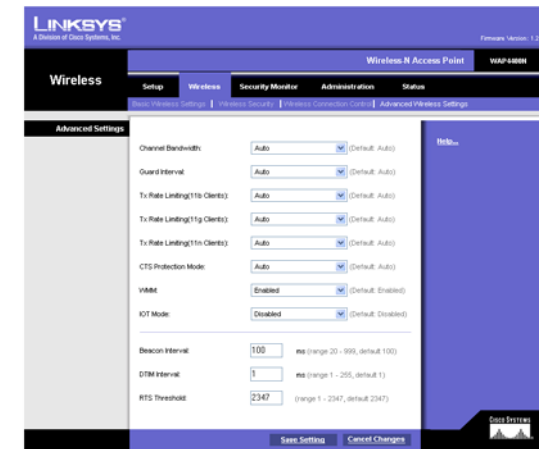 LINKSYS®
A Division of Cisco Systems, Inc.
Firmware Version: 1.2
Wireless-N Access Point WAP4400N
Wireless
Setup Wireless Security Monitor Administration Status
Basic Wireless Settings | Wireless Security | Wireless Connection Control | Advanced Wireless Settings
Advanced Settings
Help...
Channel Bandwidth: Auto (Default: Auto)
Guard Interval: Auto (Default: Auto)
Tx Rate Limiting(11b Clients): Auto (Default: Auto)
Tx Rate Limiting(11g Clients): Auto (Default: Auto)
Tx Rate Limiting(11n Clients): Auto (Default: Auto)
CTS Protection Mode: Auto (Default: Auto)
WMM: Enabled (Default: Enabled)
IOT Mode: Disabled (Default: Disabled)
Beacon Interval: 100 ms (range 20 - 999, default 100)
DTIM Interval: 1 ms (range 1 - 255, default 1)
RTS Threshold: 2347 (range 1 - 2347, default 2347)
CISCO SYSTEMS
Save Setting Cancel Changes